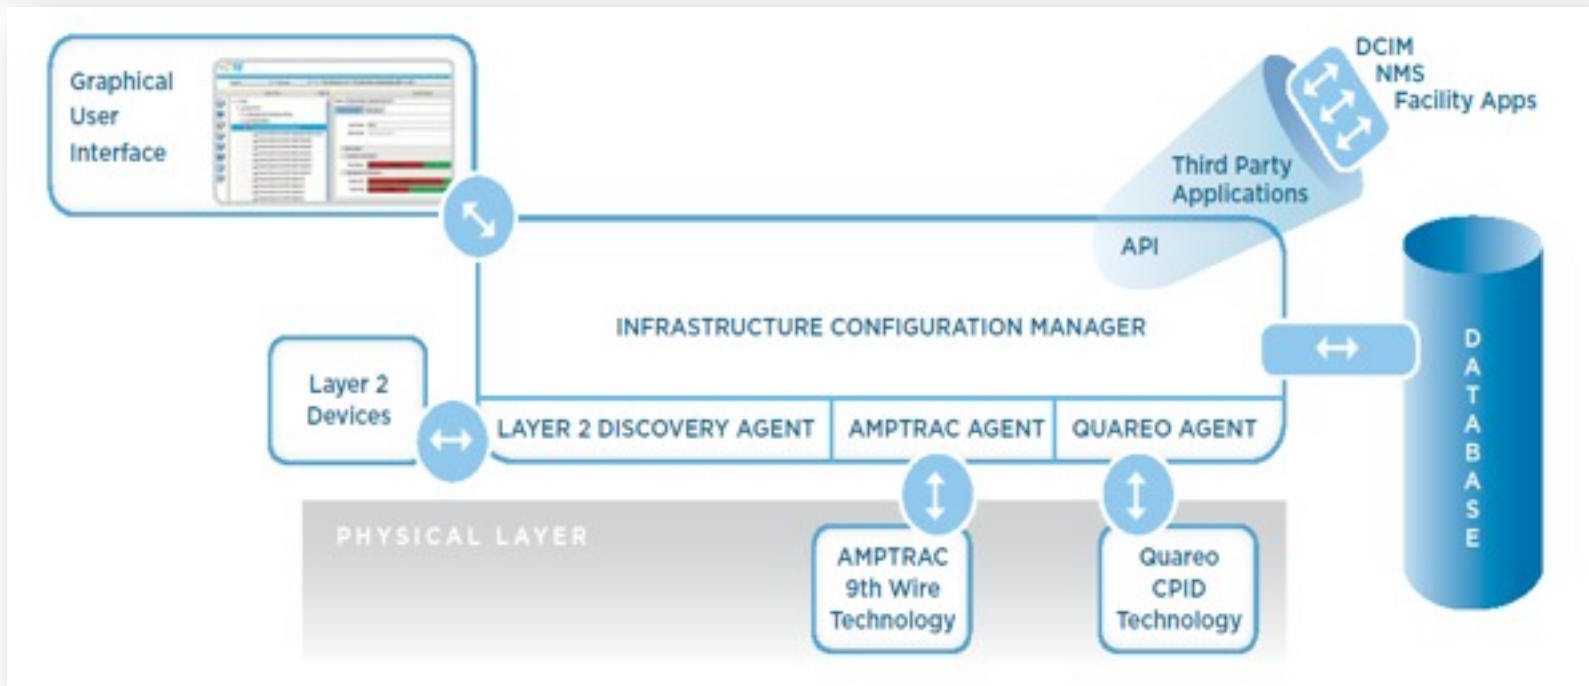 Graphical
User
Interface
DCIM
NMS
Facility Apps
Third Party
Applications
API
INFRASTRUCTURE CONFIGURATION MANAGER
Layer 2
Devices
LAYER 2 DISCOVERY AGENT
AMPTRAC AGENT
QUAREO AGENT
DATABASE
PHYSICAL LAYER
AMPTRAC
9th Wire
Technology
Quareo
CPID
Technology